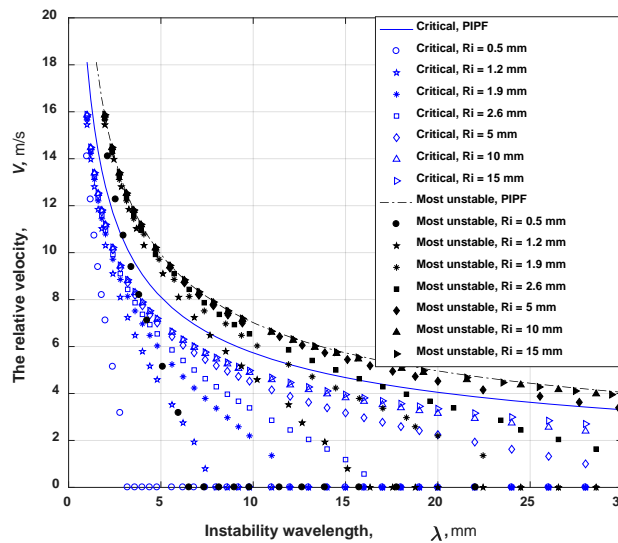 20
18
16
14
12
10
8
6
4
2
0
0
5
10
15
20
25
30
The relative velocity, V, m/s
Instability wavelength, λ, mm
Critical, PIPF
Critical, Ri = 0.5 mm
Critical, Ri = 1.2 mm
Critical, Ri = 1.9 mm
Critical, Ri = 2.6 mm
Critical, Ri = 5 mm
Critical, Ri = 10 mm
Critical, Ri = 15 mm
Most unstable, PIPF
Most unstable, Ri = 0.5 mm
Most unstable, Ri = 1.2 mm
Most unstable, Ri = 1.9 mm
Most unstable, Ri = 2.6 mm
Most unstable, Ri = 5 mm
Most unstable, Ri = 10 mm
Most unstable, Ri = 15 mm